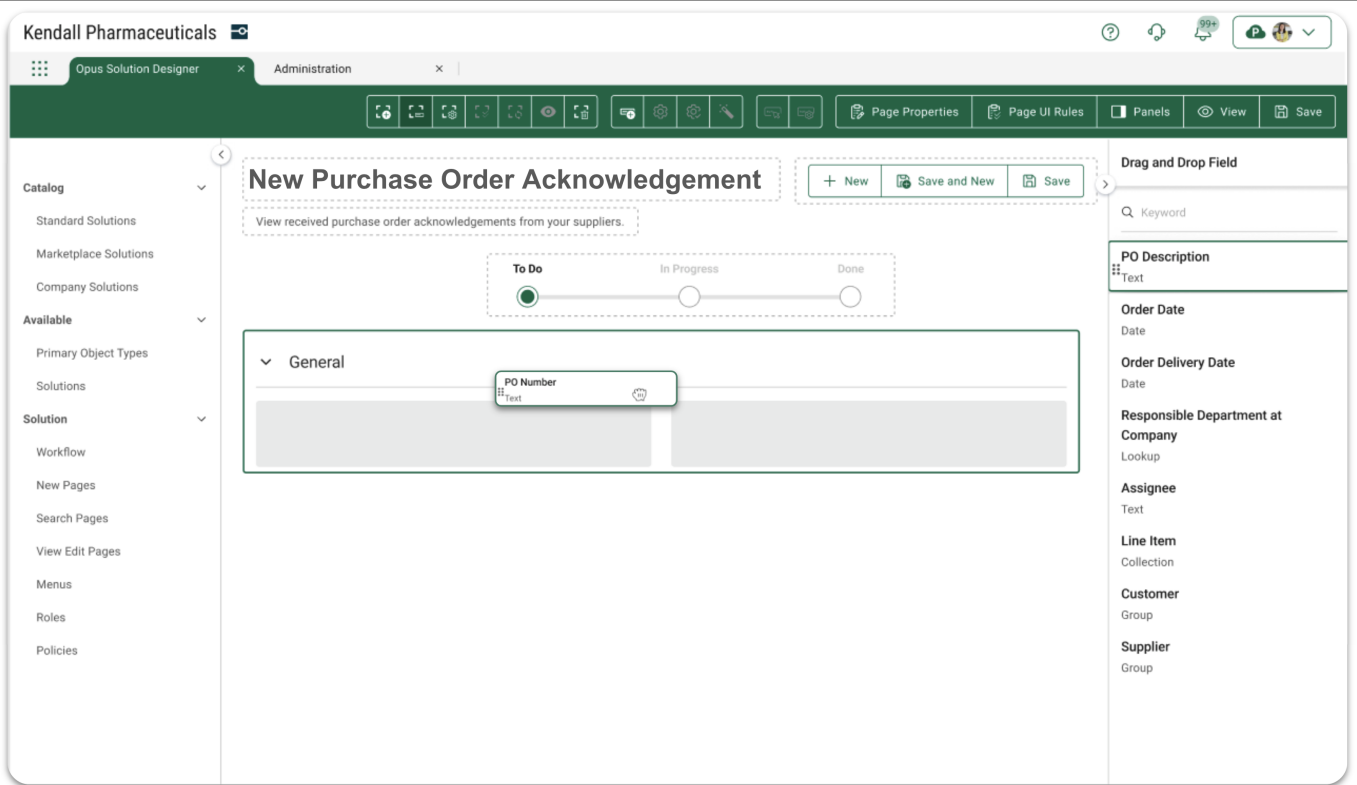 Kendall Pharmaceuticals
99+
P
Opus Solution Designer
Administration
Page Properties
Page UI Rules
Panels
View
Save
Catalog
Standard Solutions
Marketplace Solutions
Company Solutions
Available
Primary Object Types
Solutions
Solution
Workflow
New Pages
Search Pages
View Edit Pages
Menus
Roles
Policies
New Purchase Order Acknowledgement
New
Save and New
Save
View received purchase order acknowledgements from your suppliers.
To Do
In Progress
Done
General
PO Number
Text
Drag and Drop Field
Keyword
PO Description
Text
Order Date
Date
Order Delivery Date
Date
Responsible Department at
Company
Lookup
Assignee
Text
Line Item
Collection
Customer
Group
Supplier
Group